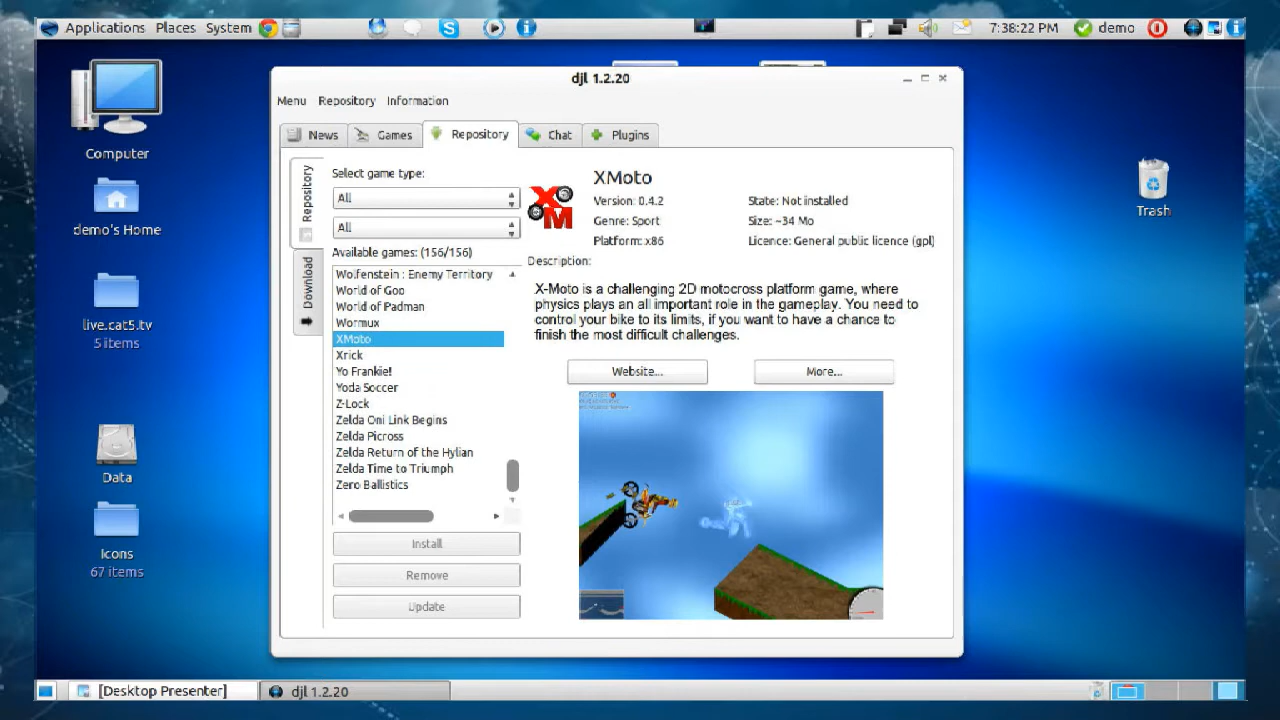 Applications Places System
7:38:22 PM
demo
Computer
demo's Home
live.cat5.tv
5 items
Data
Icons
67 items
Trash
djl 1.2.20
Menu Repository Information
News
Games
Repository
Chat
Plugins
Repository
Download
Select game type:
All
All
Available games: (156/156)
Wolfenstein : Enemy Territory
World of Goo
World of Padman
Wormux
XMoto
Xrick
Yo Frankie!
Yoda Soccer
Z-Lock
Zelda Oni Link Begins
Zelda Picross
Zelda Return of the Hylian
Zelda Time to Triumph
Zero Ballistics
Install
Remove
Update
XM
XMoto
Version: 0.4.2
State: Not installed
Genre: Sport
Size: ~34 Mo
Platform: x86
Licence: General public licence (gpl)
Description:
X-Moto is a challenging 2D motocross platform game, where
physics plays an all important role in the gameplay. You need to
control your bike to its limits, if you want to have a chance to
finish the most difficult challenges.
Website...
More...
[Desktop Presenter]
djl 1.2.20